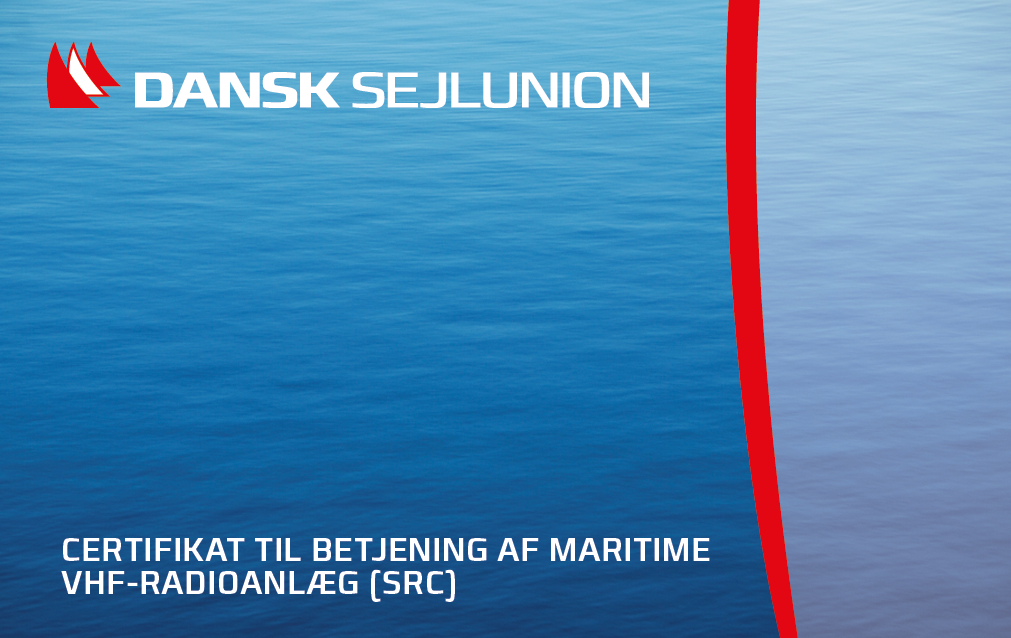 DANSK SEJLUNION
CERTIFIKAT TIL BETJENING AF MARITIME
VHF-RADIOANLÆG (SRC)